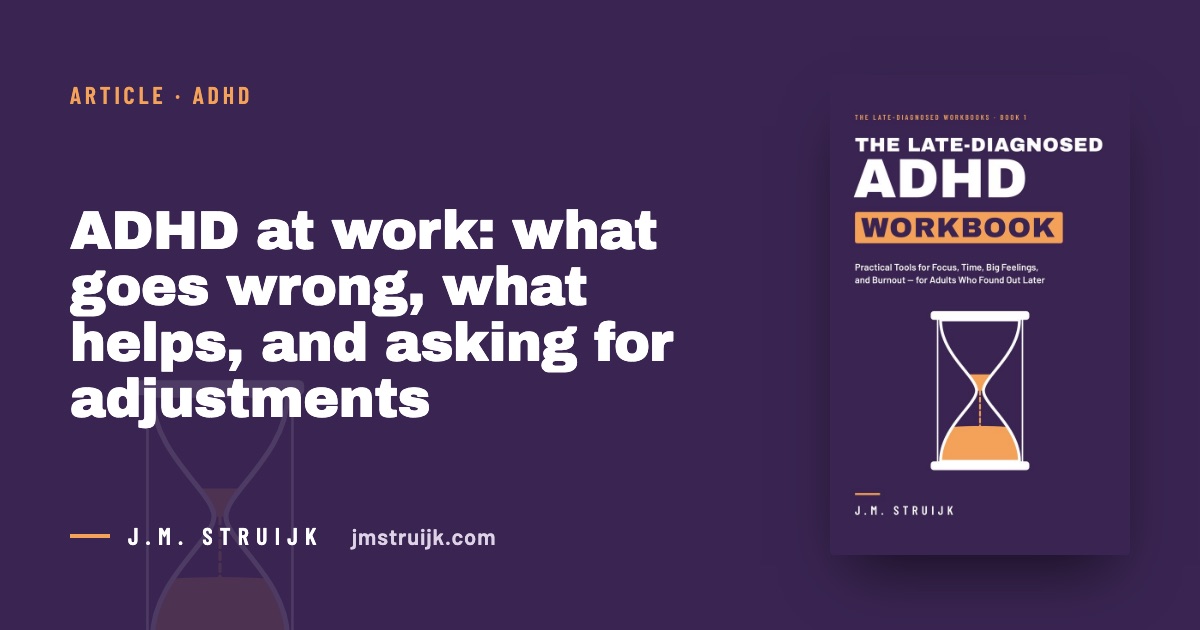 ARTICLE · ADHD
ADHD at work: what
goes wrong, what
helps, and asking for
adjustments
J.M. STRUIJK jmstruijk.com
THE LATE-DIAGNOSED WORKBOOKS · BOOK 1
THE LATE-DIAGNOSED
ADHD
WORKBOOK
Practical Tools for Focus, Time, Big Feelings,
and Burnout — for Adults Who Found Out Later
J.M. STRUIJK